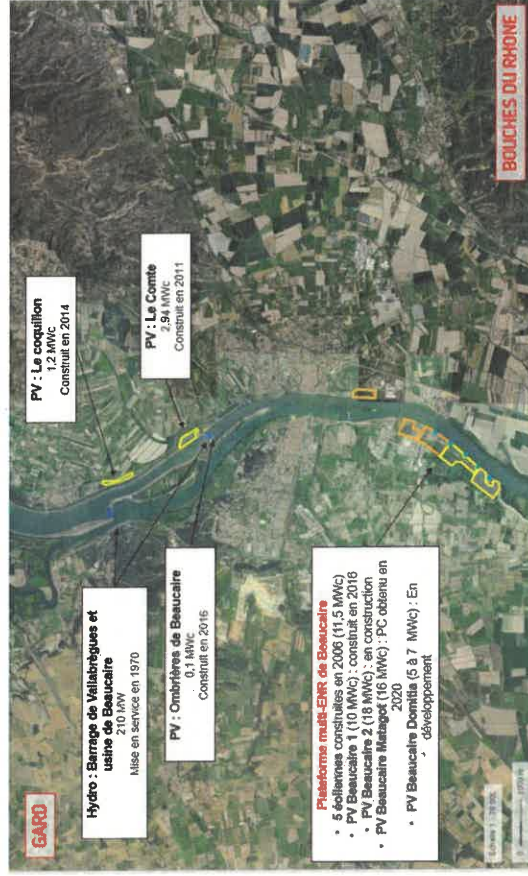 GARD
PV : Le coquillon
1,2 MWc
Construit en 2014
PV : Le Comte
2,94 MWc
Construit en 2011
Hydro : Barrage de Vallabrègues et
usine de Beaucaire
210 MW
Mise en service en 1970
PV : Ombrières de Beaucaire
0,1 MWc
Construit en 2016
Plateforme multi-ENR de Beaucaire
• 5 éoliennes construites en 2006 (11,5 MWc)
• PV Beaucaire 1 (10 MWc) : construit en 2018
• PV Beaucaire 2 (18 MWc) : en construction
• PV Beaucaire Matagot (16 MWc) : PC obtenu en
2020
• PV Beaucaire Domitia (5 à 7 MWc) : En
développement
BOUCHES DU RHONE